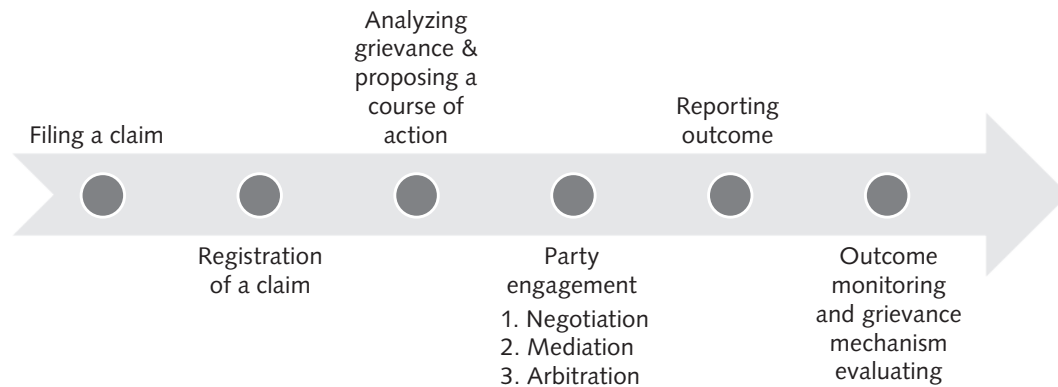 Filing a claim
Registration
of a claim
Analyzing
grievance &
proposing a
course of
action
Party
engagement
1. Negotiation
2. Mediation
3. Arbitration
Reporting
outcome
Outcome
monitoring
and grievance
mechanism
evaluating